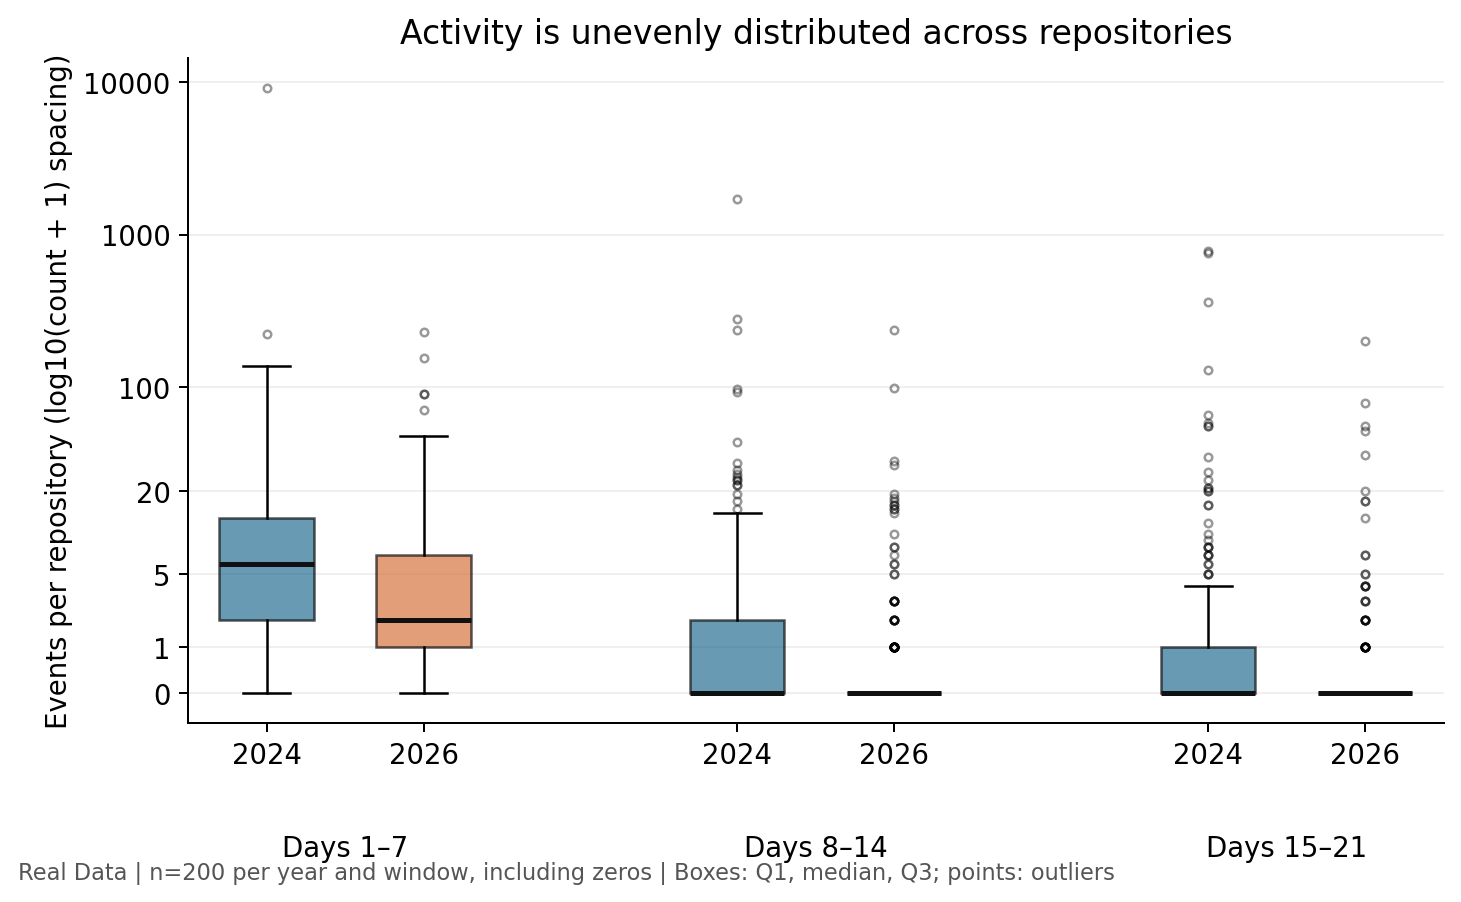 Activity is unevenly distributed across repositories
Events per repository (log10(count + 1) spacing)
10000
1000
100
20
5
1
0
2024 2026 2024 2026 2024 2026
Days 1–7 Days 8–14 Days 15–21
Real Data | n=200 per year and window, including zeros | Boxes: Q1, median, Q3; points: outliers